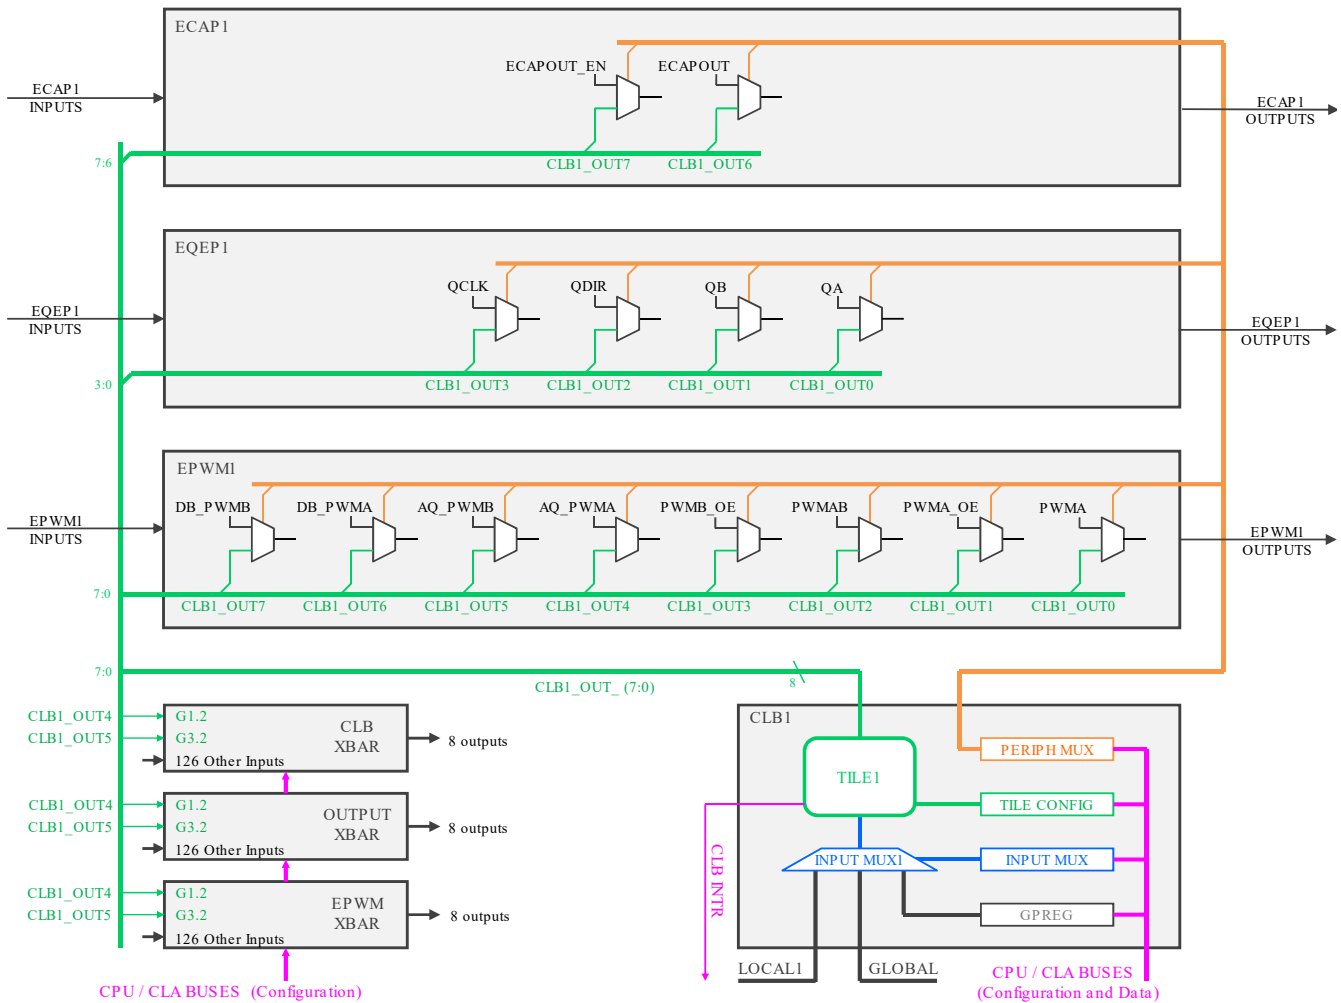 ECAP1
ECAPOUT_EN
ECAPOUT
ECAP1
INPUTS
ECAP1
OUTPUTS
7:6
CLB1_OUT7
CLB1_OUT6
EQEP1
QCLK
QDIR
QB
QA
EQEP1
INPUTS
EQEP1
OUTPUTS
3:0
CLB1_OUT3
CLB1_OUT2
CLB1_OUT1
CLB1_OUT0
EPWM1
DB_PWMB
DB_PWMA
AQ_PWMB
AQ_PWMA
PWMB_OE
PWMAB
PWMA_OE
PWMA
EPWM1
INPUTS
EPWM1
OUTPUTS
7:0
CLB1_OUT7
CLB1_OUT6
CLB1_OUT5
CLB1_OUT4
CLB1_OUT3
CLB1_OUT2
CLB1_OUT1
CLB1_OUT0
7:0
8
CLB1_OUT_ (7:0)
CLB1_OUT4
CLB1_OUT5
G1.2
G3.2
126 Other Inputs
CLB
XBAR
8 outputs
CLB1_OUT4
CLB1_OUT5
G1.2
G3.2
126 Other Inputs
OUTPUT
XBAR
8 outputs
CLB1_OUT4
CLB1_OUT5
G1.2
G3.2
126 Other Inputs
EPWM
XBAR
8 outputs
CPU / CLA BUSES (Configuration)
CLB1
TILE1
PERIPH MUX
TILE CONFIG
INPUT MUX1
INPUT MUX
GPREG
CLB INTR
LOCAL1
GLOBAL
CPU / CLA BUSES
(Configuration and Data)